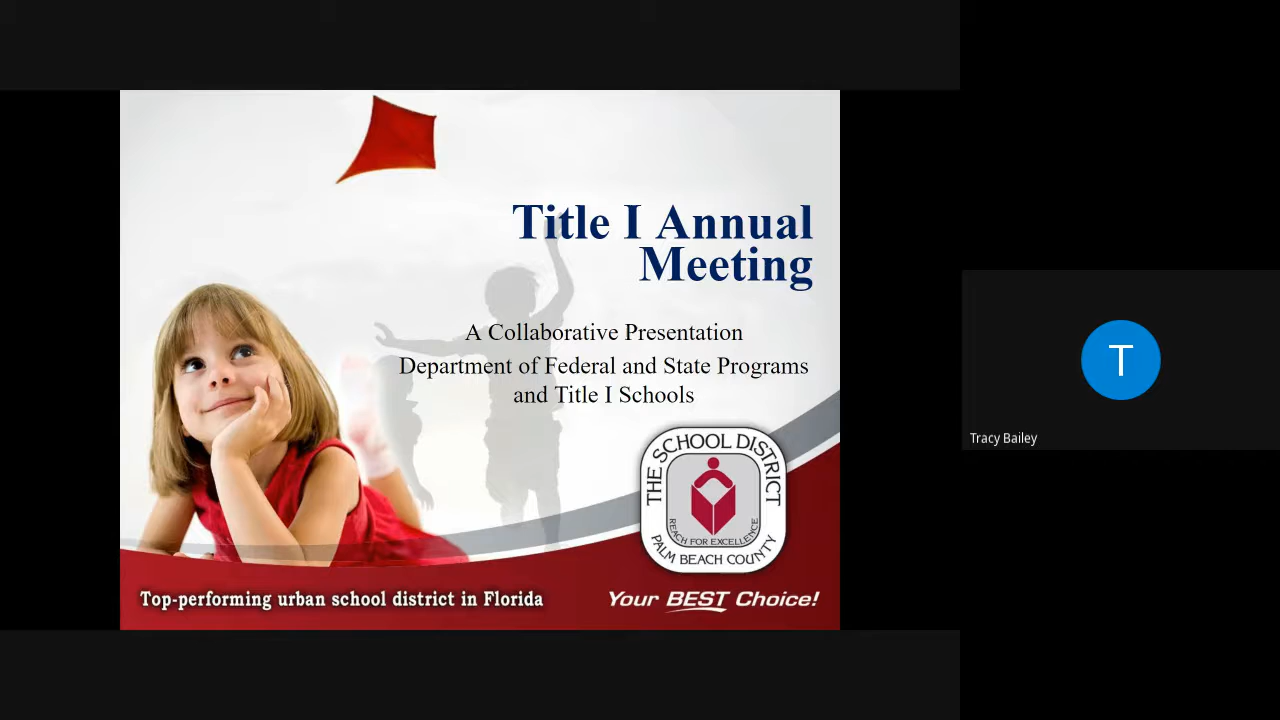 Title I Annual
Meeting
A Collaborative Presentation
Department of Federal and State Programs
and Title I Schools
THE SCHOOL DISTRICT
REACH FOR EXCELLENCE
PALM BEACH COUNTY
Top-performing urban school district in Florida
Your BEST Choice!
T
Tracy Bailey